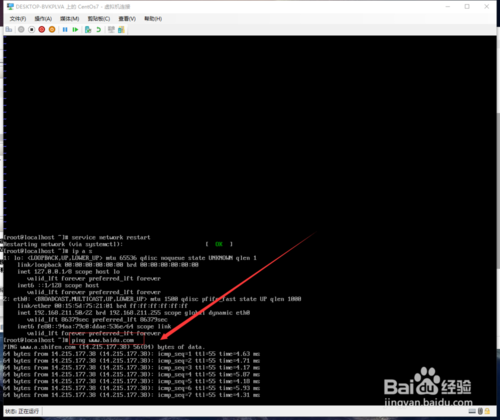 DESKTOP-BVXPLVA 上的 CentOs7 - 虚拟机连接
文件(F) 操作(A) 媒体(M) 剪贴板(C) 查看(V) 帮助(H)
[root@localhost ~]# service network restart
Restarting network (via systemctl): [ OK ]
[root@localhost ~]# ip a s
1: lo: <LOOPBACK,UP,LOWER_UP> mtu 65536 qdisc noqueue state UNKNOWN qlen 1
link/loopback 00:00:00:00:00:00 brd 00:00:00:00:00:00
inet 127.0.0.1/8 scope host lo
valid_lft forever preferred_lft forever
inet6 ::1/128 scope host
valid_lft forever preferred_lft forever
2: eth0: <BROADCAST,MULTICAST,UP,LOWER_UP> mtu 1500 qdisc pfifo_fast state UP qlen 1000
link/ether 00:15:5d:75:21:01 brd ff:ff:ff:ff:ff:ff
inet 192.168.211.50/22 brd 192.168.211.255 scope global dynamic eth0
valid_lft 86379sec preferred_lft 86379sec
inet6 fe80::94aa:79c0:ddae:536e/64 scope link
valid_lft forever preferred_lft forever
[root@localhost ~]# ping www.baidu.com
PING www.a.shifen.com (14.215.177.38) 56(84) bytes of data.
64 bytes from 14.215.177.38 (14.215.177.38): icmp_seq=1 ttl=55 time=4.63 ms
64 bytes from 14.215.177.38 (14.215.177.38): icmp_seq=2 ttl=55 time=4.71 ms
64 bytes from 14.215.177.38 (14.215.177.38): icmp_seq=3 ttl=55 time=4.17 ms
64 bytes from 14.215.177.38 (14.215.177.38): icmp_seq=4 ttl=55 time=5.07 ms
64 bytes from 14.215.177.38 (14.215.177.38): icmp_seq=5 ttl=55 time=4.18 ms
64 bytes from 14.215.177.38 (14.215.177.38): icmp_seq=6 ttl=55 time=5.93 ms
64 bytes from 14.215.177.38 (14.215.177.38): icmp_seq=7 ttl=55 time=4.31 ms
Baidu 经验
jingyan.baidu.com
状态: 正在运行